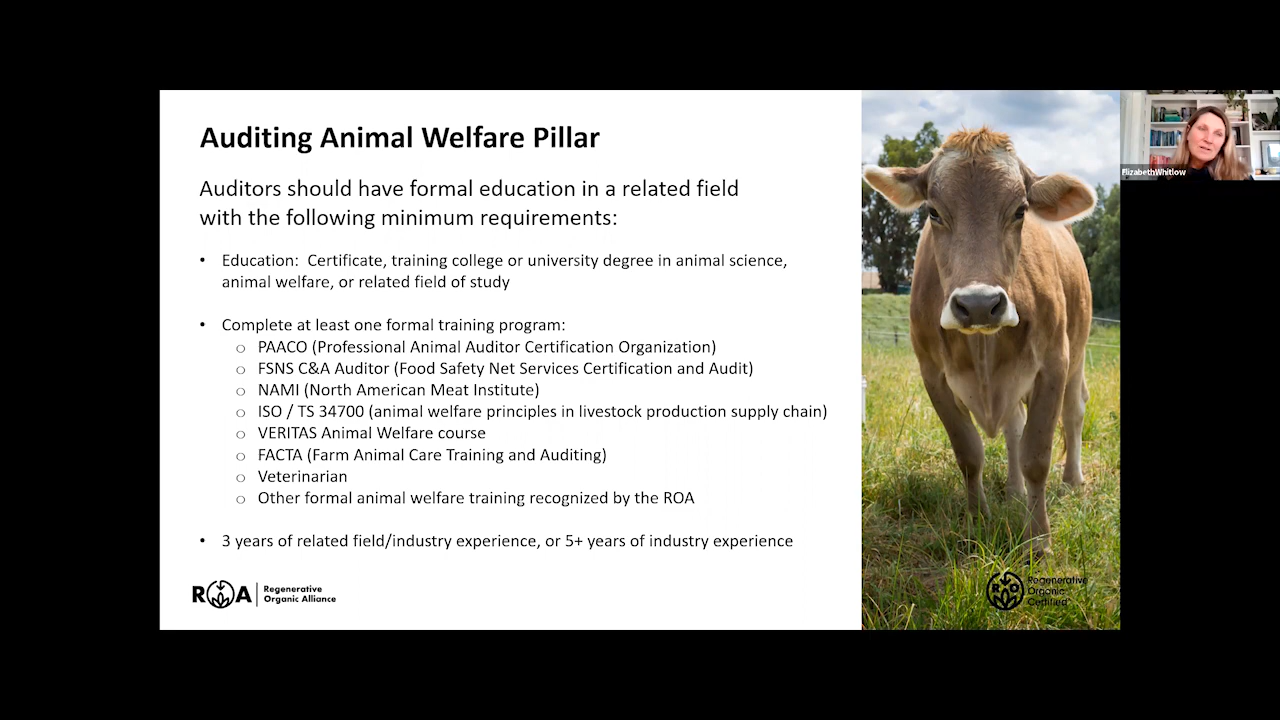 Auditing Animal Welfare Pillar
Auditors should have formal education in a related field
with the following minimum requirements:
• Education: Certificate, training college or university degree in animal science,
animal welfare, or related field of study
• Complete at least one formal training program:
o PAACO (Professional Animal Auditor Certification Organization)
o FSNS C&A Auditor (Food Safety Net Services Certification and Audit)
o NAMI (North American Meat Institute)
o ISO / TS 34700 (animal welfare principles in livestock production supply chain)
o VERITAS Animal Welfare course
o FACTA (Farm Animal Care Training and Auditing)
o Veterinarian
o Other formal animal welfare training recognized by the ROA
• 3 years of related field/industry experience, or 5+ years of industry experience
ROA
Regenerative
Organic Alliance
RO
Regenerative
Organic
Certified
ElizabethWhitlow